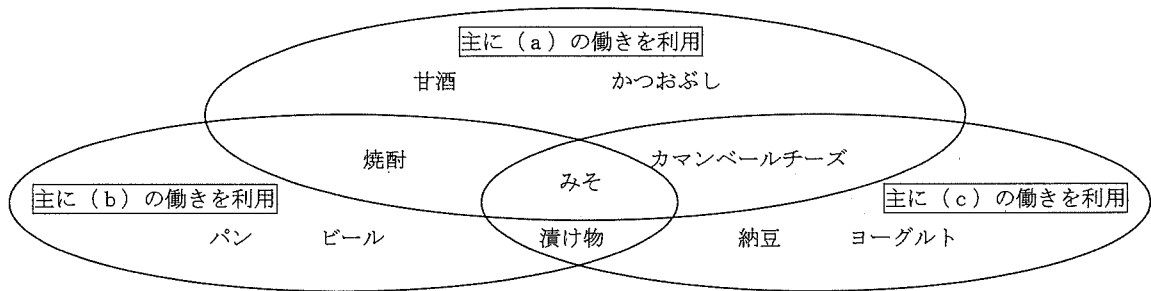 主に（a）の働きを利用
甘酒 かつおぶし
焼酎 みそ カマンベールチーズ
主に（b）の働きを利用 主に（c）の働きを利用
パン ビール 漬け物 納豆 ヨーグルト